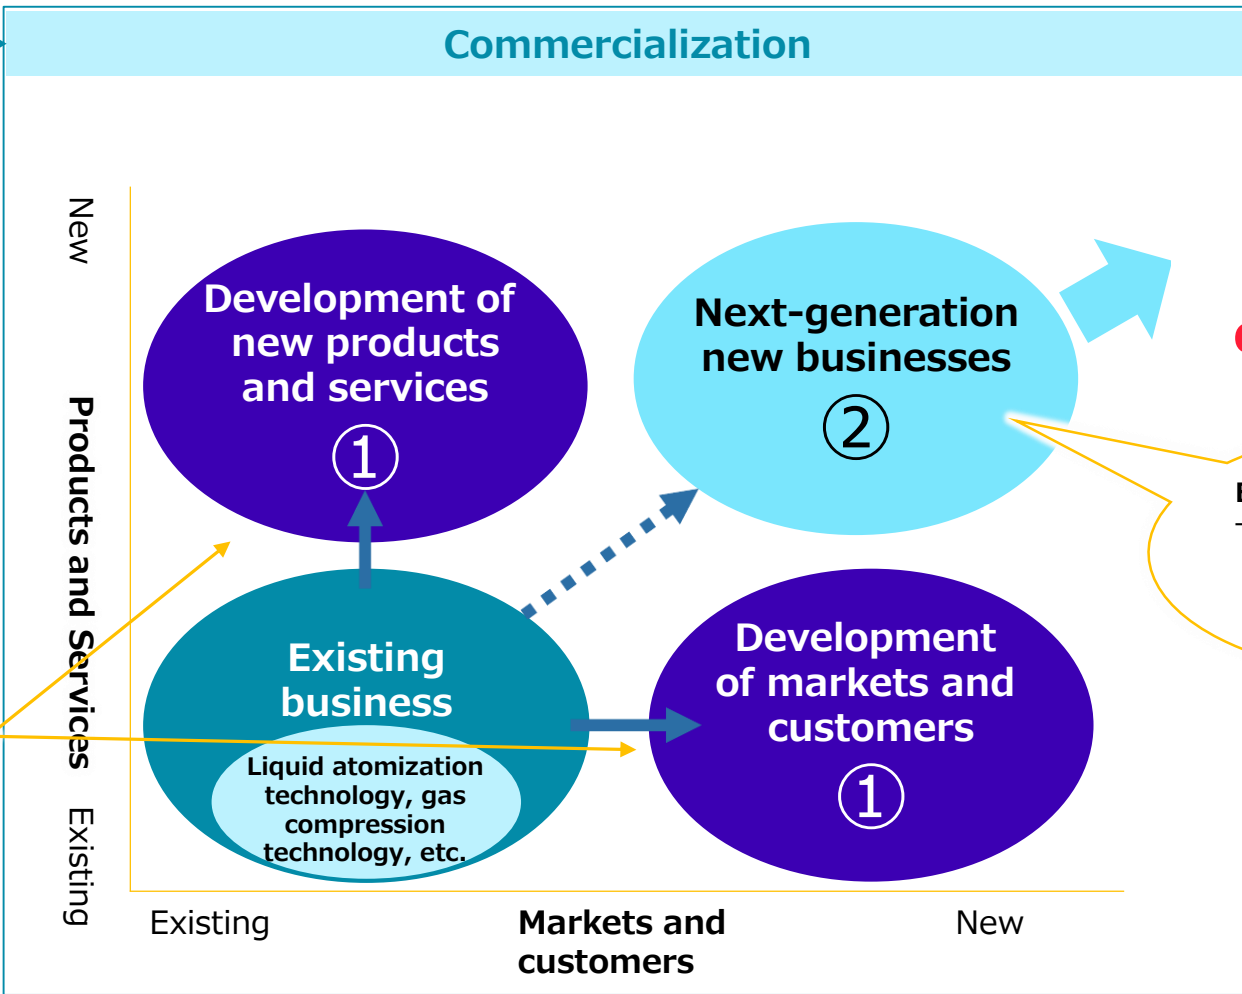 Commercialization
New
Products and Services
Existing
Development of
new products
and services
①
Next-generation
new businesses
②
Existing
business
Liquid atomization
technology, gas
compression
technology, etc.
Development
of markets and
customers
①
Existing
Markets and
customers
New